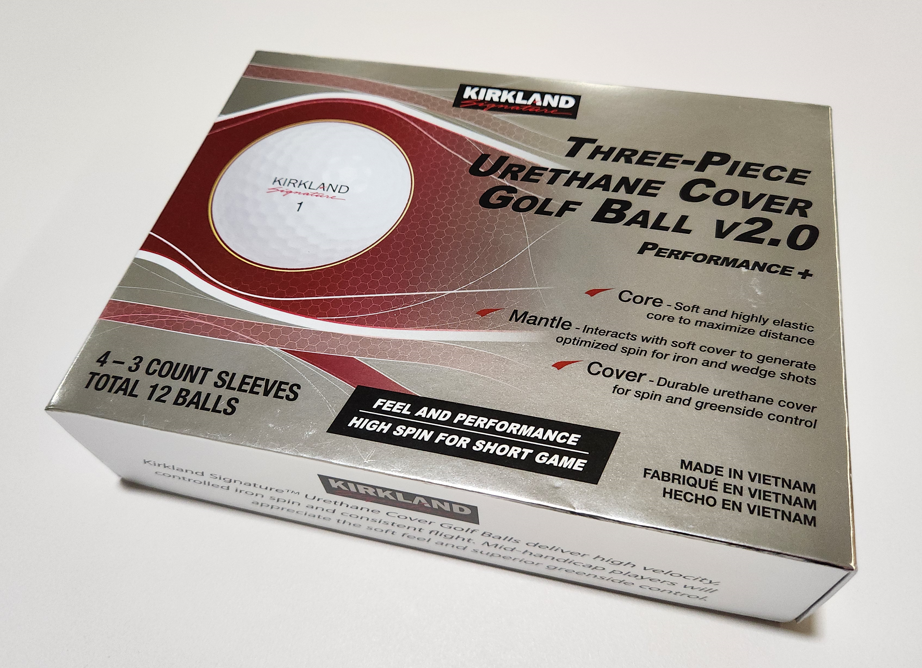 KIRKLAND
Signature
THREE-PIECE
URETHANE COVER
GOLF BALL V2.0
PERFORMANCE +
KIRKLAND
Signature
1
Core - Soft and highly elastic
core to maximize distance
Mantle - Interacts with soft cover to generate
optimized spin for iron and wedge shots
Cover - Durable urethane cover
for spin and greenside control
4 – 3 COUNT SLEEVES
TOTAL 12 BALLS
FEEL AND PERFORMANCE
HIGH SPIN FOR SHORT GAME
MADE IN VIETNAM
FABRIQUÉ EN VIETNAM
HECHO EN VIETNAM
KIRKLAND
Kirkland Signature™ Urethane Cover Golf Balls deliver high velocity,
controlled iron spin and consistent flight. Mid-handicap players will
appreciate the soft feel and superior greenside control.